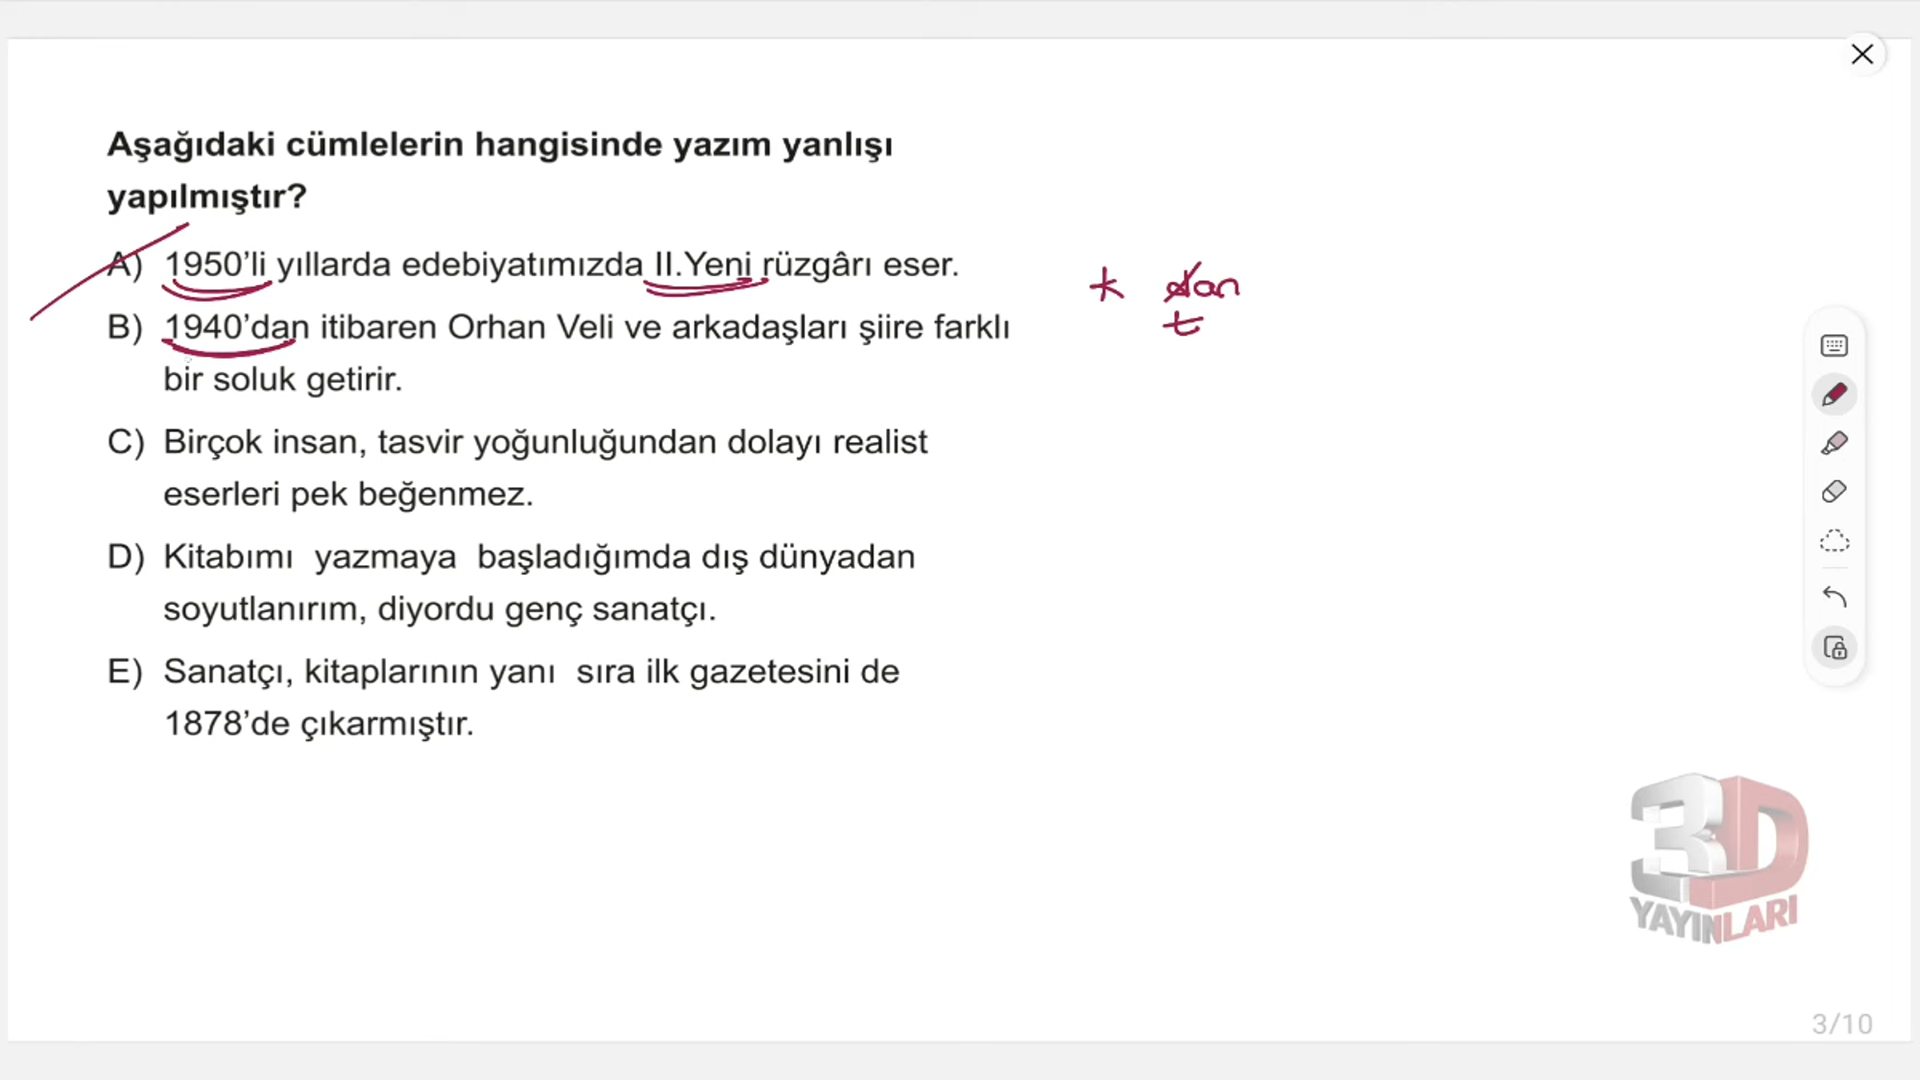 Aşağıdaki cümlelerin hangisinde yazım yanlışı
yapılmıştır?
A) 1950’li yıllarda edebiyatımızda II.Yeni rüzgârı eser.
B) 1940’dan itibaren Orhan Veli ve arkadaşları şiire farklı
bir soluk getirir.
C) Birçok insan, tasvir yoğunluğundan dolayı realist
eserleri pek beğenmez.
D) Kitabımı yazmaya başladığımda dış dünyadan
soyutlanırım, diyordu genç sanatçı.
E) Sanatçı, kitaplarının yanı sıra ilk gazetesini de
1878’de çıkarmıştır.
k dan
t
3D
YAYINLARI
3/10